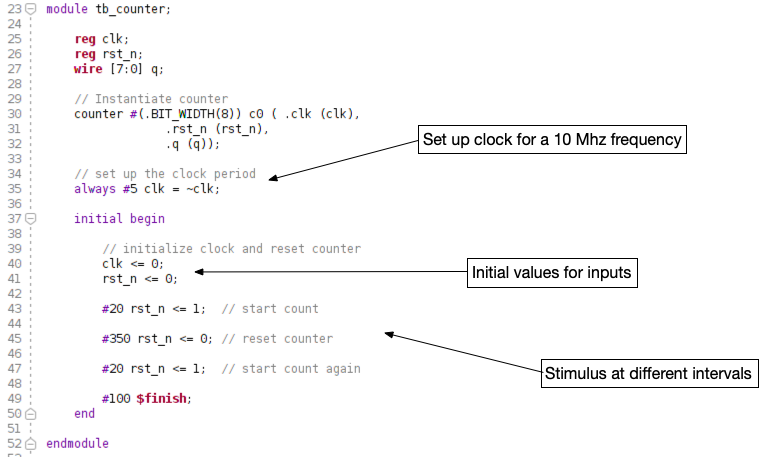 23 module tb_counter;
24
25 reg clk;
26 reg rst_n;
27 wire [7:0] q;
28
29 // Instantiate counter
30 counter #(.BIT_WIDTH(8)) c0 ( .clk (clk),
31 .rst_n (rst_n),
32 .q (q));
33
Set up clock for a 10 Mhz frequency
34 // set up the clock period
35 always #5 clk = ~clk;
36
37 initial begin
38
39 // initialize clock and reset counter
40 clk <= 0;
41 rst_n <= 0;
Initial values for inputs
42
43 #20 rst_n <= 1; // start count
44
45 #350 rst_n <= 0; // reset counter
46
47 #20 rst_n <= 1; // start count again
Stimulus at different intervals
48
49 #100 $finish;
50 end
51
52 endmodule